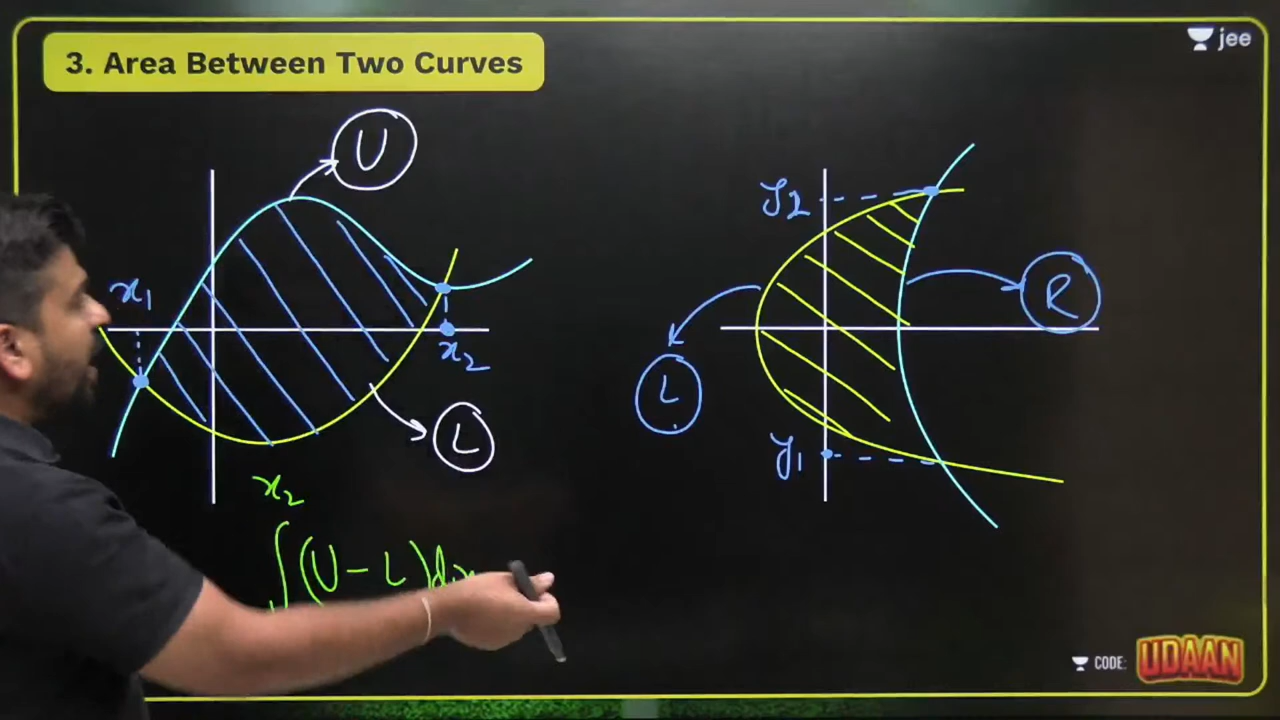 3. Area Between Two Curves
jee
U
x₁
x₂
L
x₂
∫(U - L)dx
y₂
R
L
y₁
CODE:
UDAAN